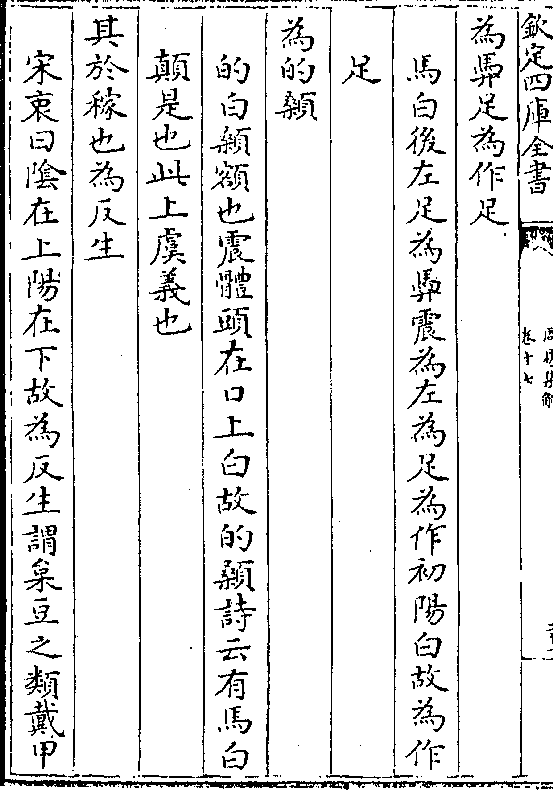 欽定四庫全書
周易集解
卷十七
為馵足為作足
馬白後左足為馵震為左為足為作初陽白故為作
足
為的顙
的白顙額也震體頭在口上白故的顙詩云有馬白
顛是也此上虞義也
其於稼也為反生
宋衷曰陰在上陽在下故為反生謂枲豆之類戴甲